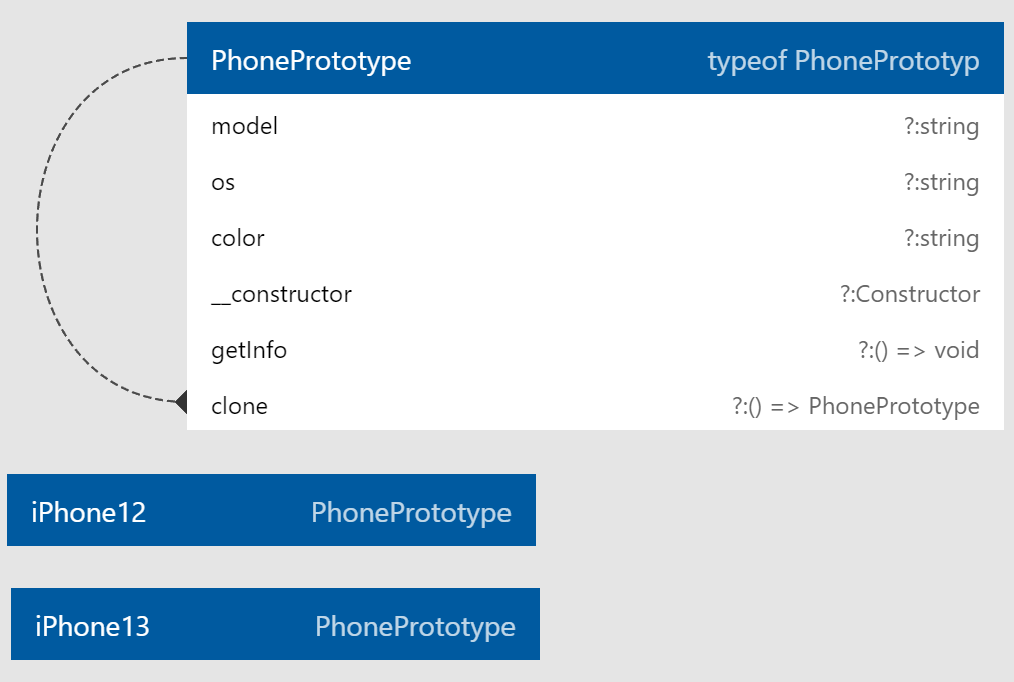 PhonePrototype typeof PhonePrototyp
model ?:string
os ?:string
color ?:string
__constructor ?:Constructor
getInfo ?:() => void
clone ?:() => PhonePrototype
iPhone12 PhonePrototype
iPhone13 PhonePrototype